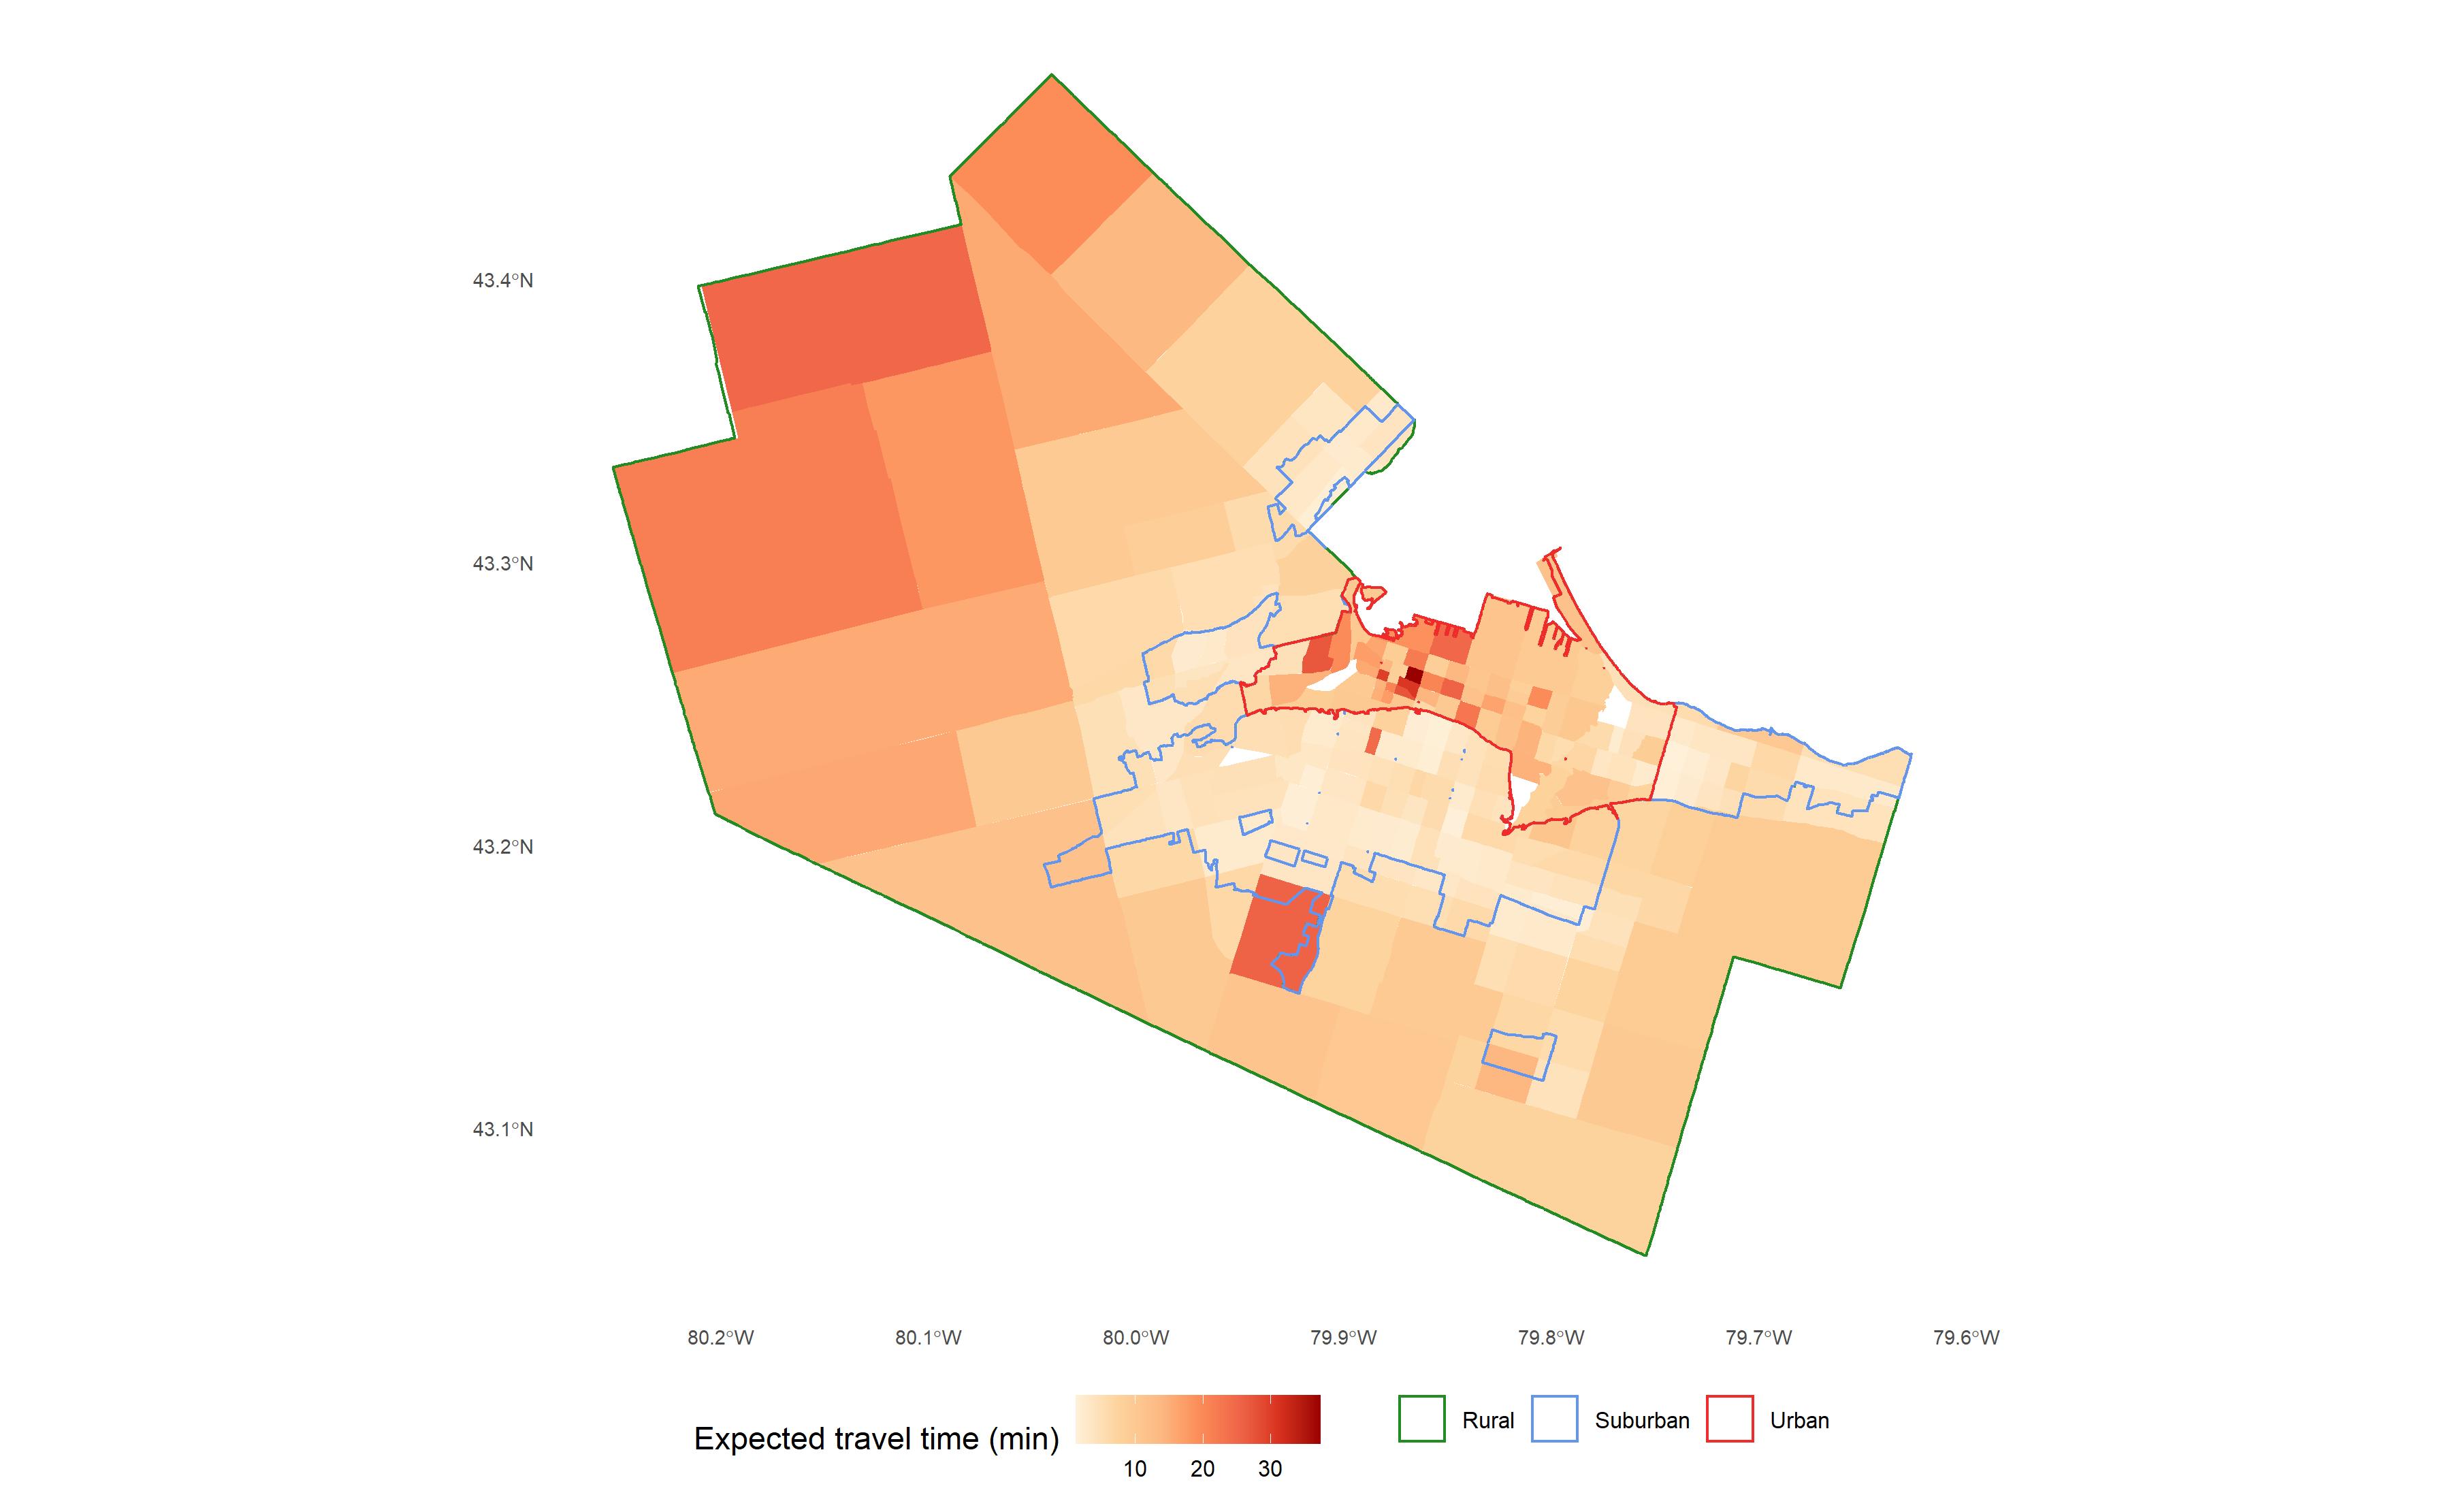 43.4°N
43.3°N
43.2°N
43.1°N
80.2°W 80.1°W 80.0°W 79.9°W 79.8°W 79.7°W 79.6°W
Expected travel time (min)
10 20 30
Rural Suburban Urban